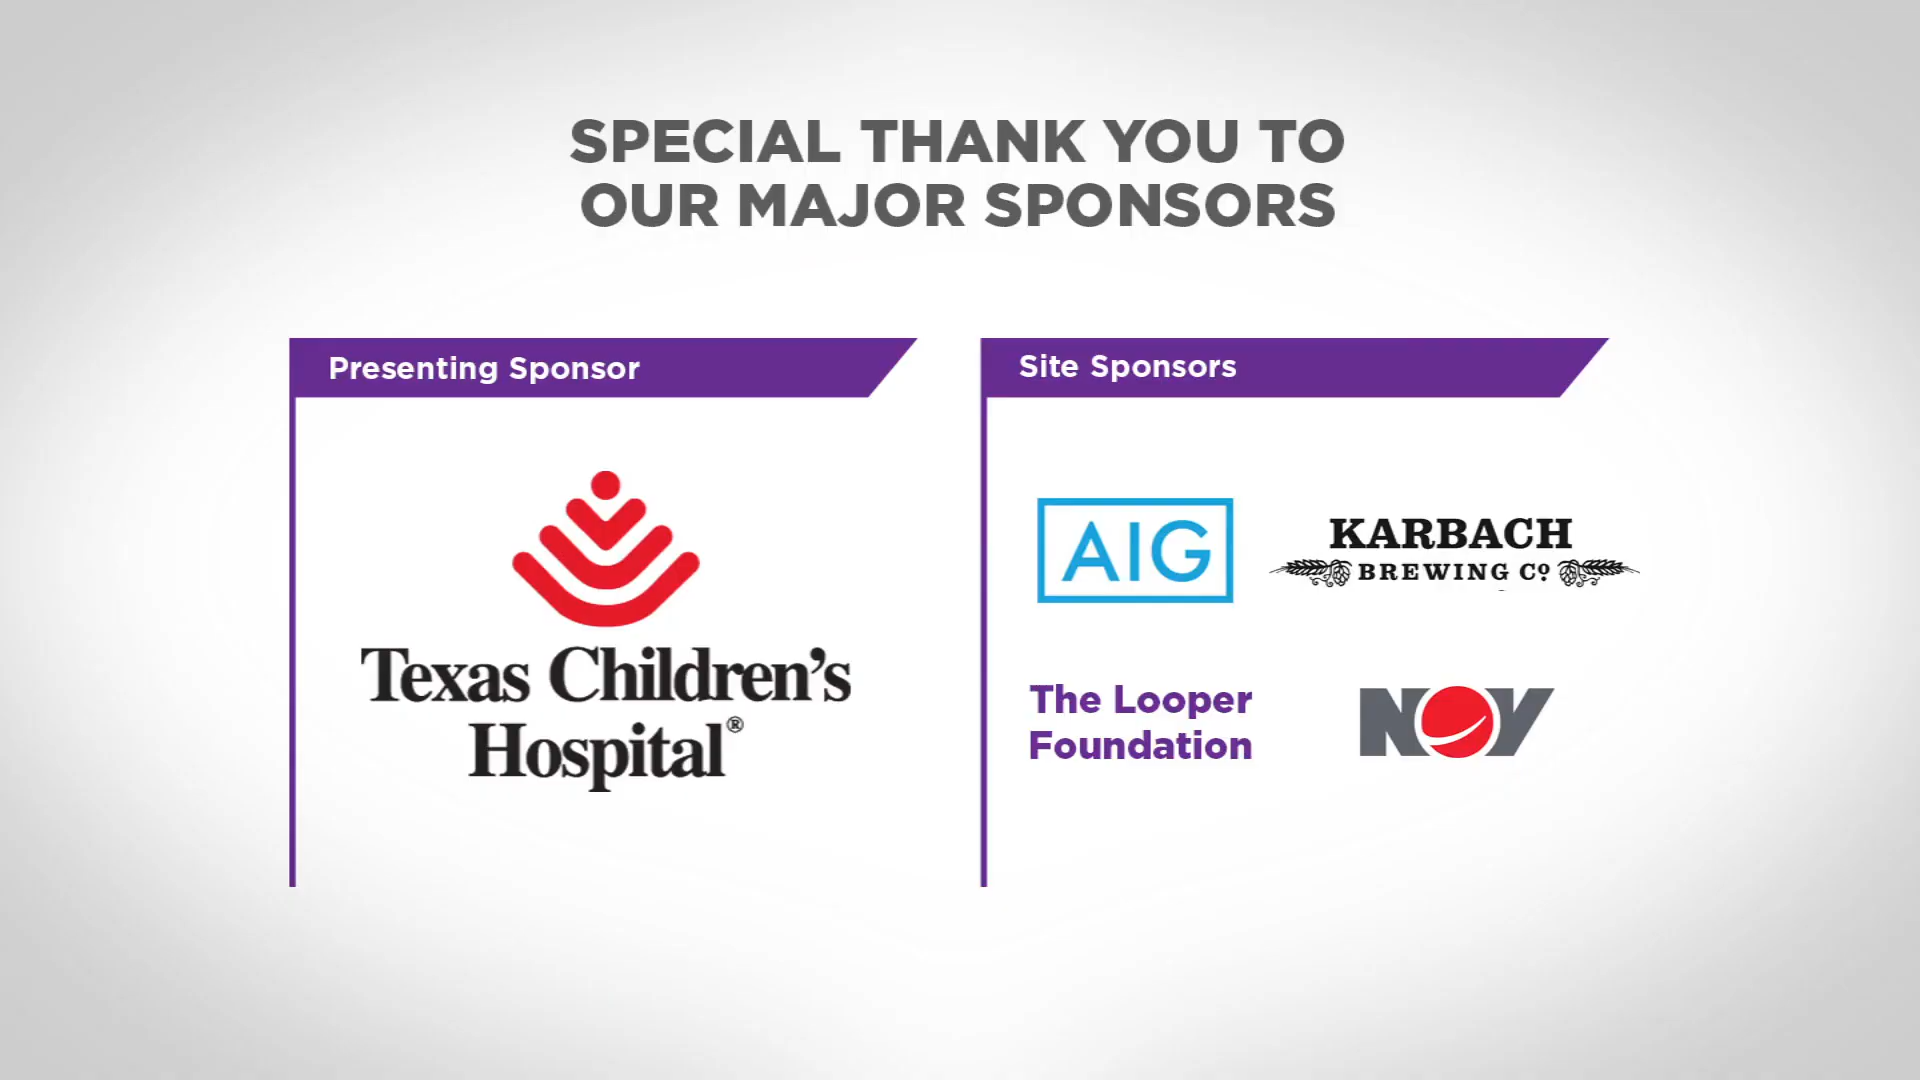 SPECIAL THANK YOU TO
OUR MAJOR SPONSORS
Presenting Sponsor
Texas Children's
Hospital®
Site Sponsors
AIG
KARBACH
BREWING Cº
The Looper
Foundation
NOV